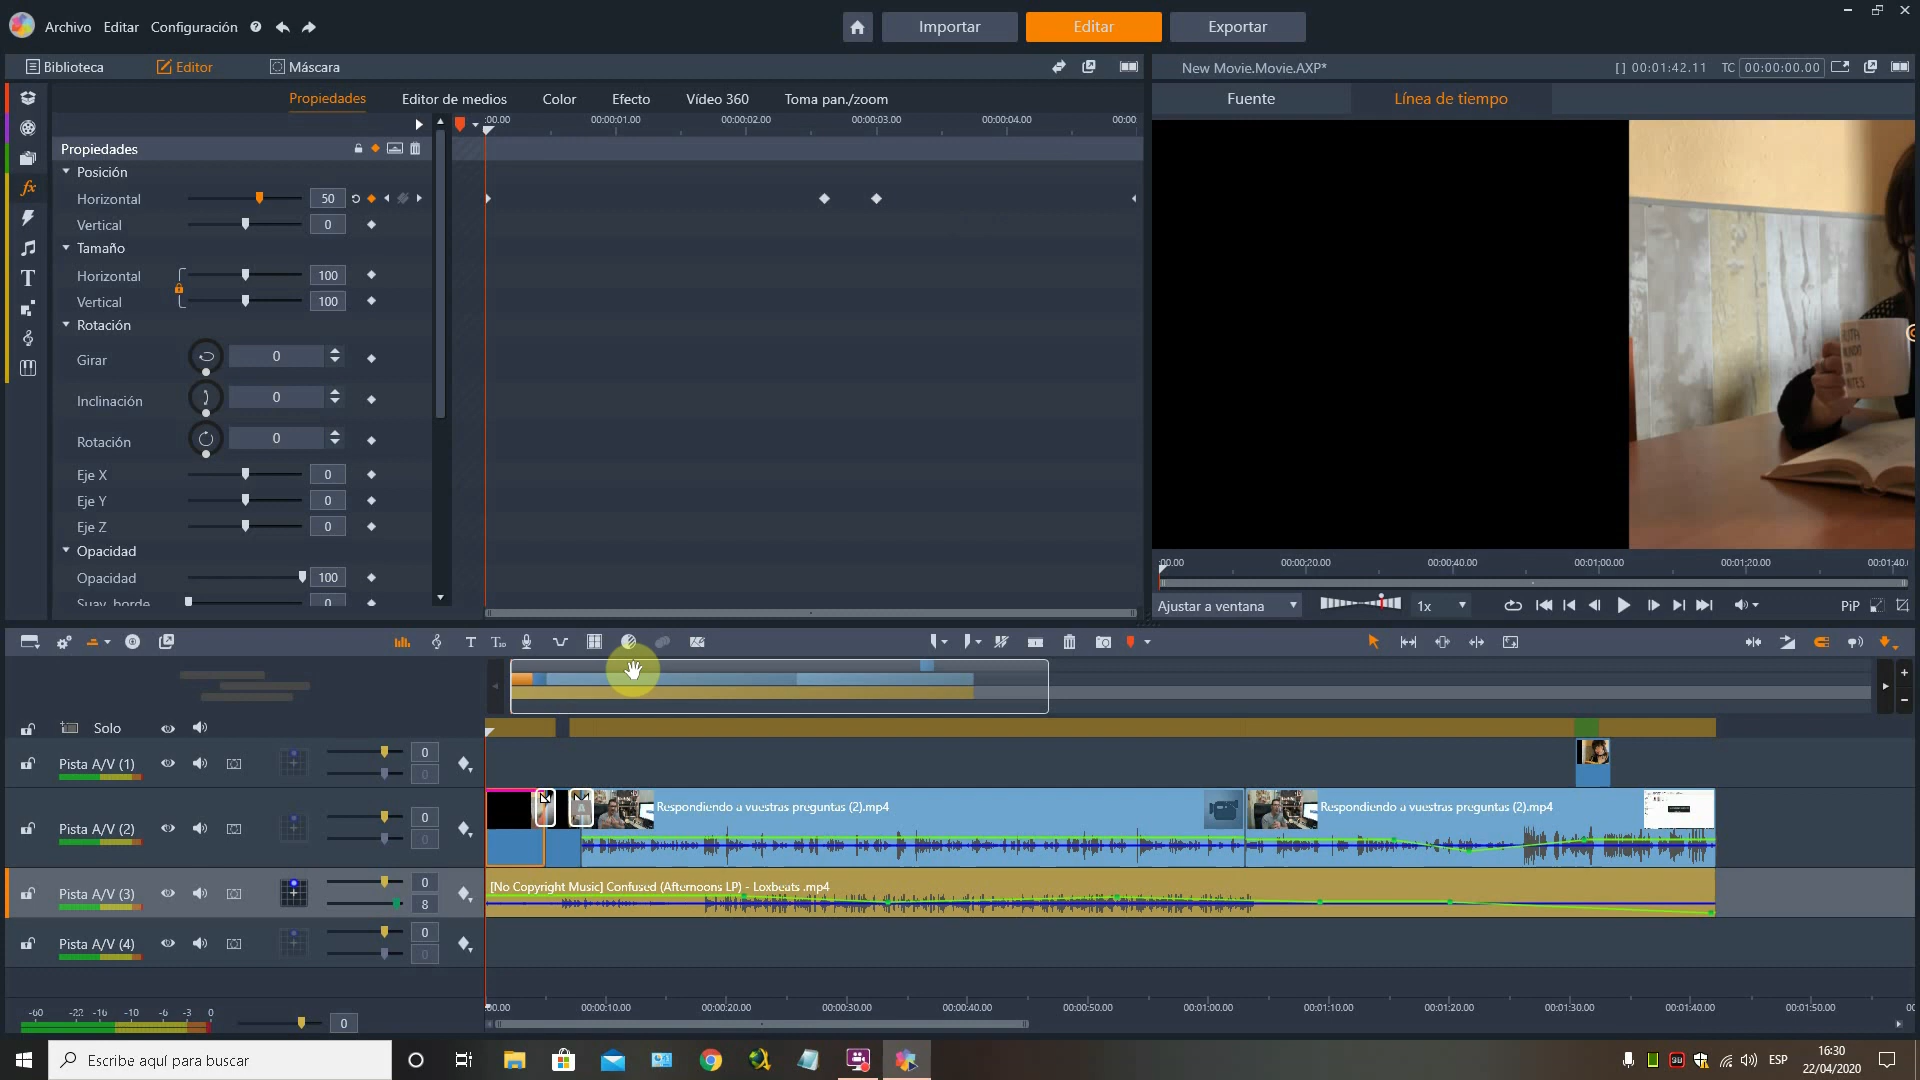 Archivo Editar Configuración
Importar Editar Exportar
Biblioteca Editor Máscara
New Movie.Movie.AXP* [] 00:01:42.11 TC 00:00:00.00
Propiedades Editor de medios Color Efecto Vídeo 360 Toma pan./zoom
Fuente Línea de tiempo
:00.00 00:00:01.00 00:00:02.00 00:00:03.00 00:00:04.00 00:00
Propiedades
Posición
Horizontal 50
Vertical 0
Tamaño
Horizontal 100
Vertical 100
Rotación
Girar 0
Inclinación 0
Rotación 0
Eje X 0
Eje Y 0
Eje Z 0
Opacidad
Opacidad 100
Suav. borde 0
:00.00 00:00:20.00 00:00:40.00 00:01:00.00 00:01:20.00 00:01:40.
Ajustar a ventana 1x PiP
Solo
Pista A/V (1) 0
0
Pista A/V (2) 0
0
Respondiendo a vuestras preguntas (2).mp4 Respondiendo a vuestras preguntas (2).mp4
Pista A/V (3) 0
8
[No Copyright Music] Confused (Afternoons LP) - Loxbeats .mp4
Pista A/V (4) 0
0
:00.00 00:00:10.00 00:00:20.00 00:00:30.00 00:00:40.00 00:00:50.00 00:01:00.00 00:01:10.00 00:01:20.00 00:01:30.00 00:01:40.00 00:01:50.00 00
-60 -22 -16 -10 -6 -3 0
0
Escribe aquí para buscar
ESP
16:30
22/04/2020